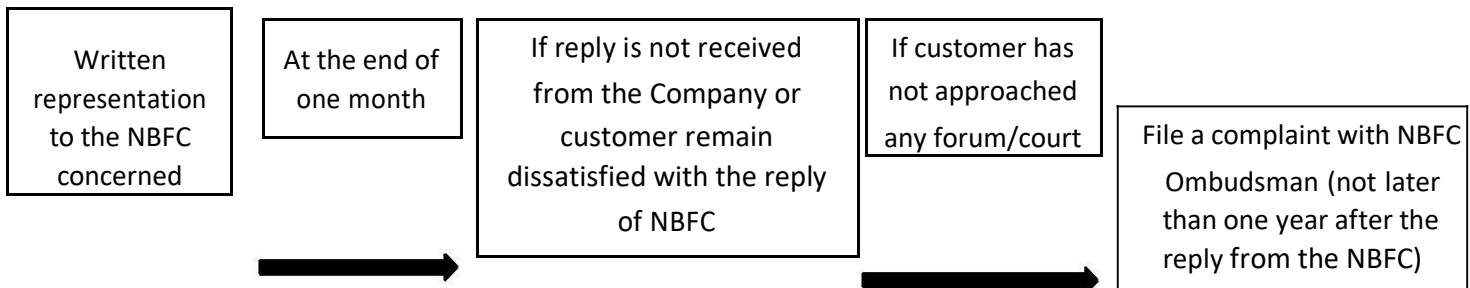 Written
representation
to the NBFC
concerned
At the end of
one month
If reply is not received
from the Company or
customer remain
dissatisfied with the reply
of NBFC
If customer has
not approached
any forum/court
File a complaint with NBFC
Ombudsman (not later
than one year after the
reply from the NBFC)